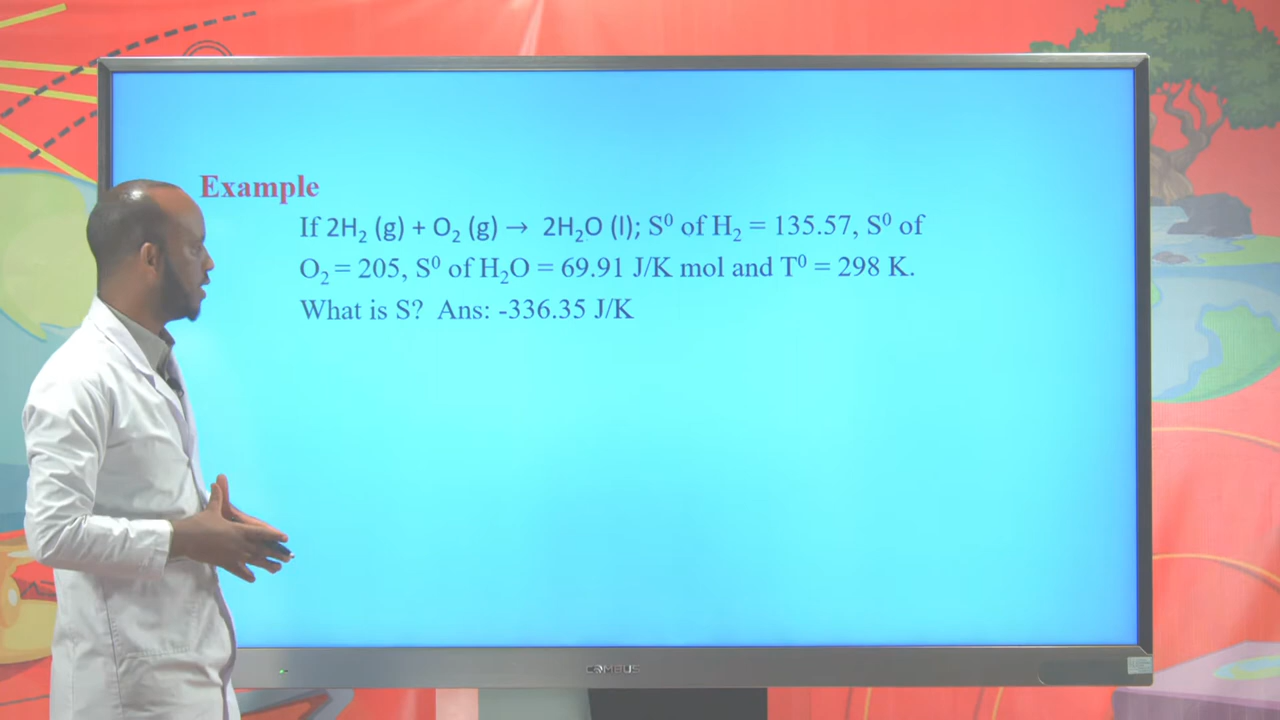 Example
If 2H₂ (g) + O₂ (g) → 2H₂O (l); S⁰ of H₂ = 135.57, S⁰ of
O₂ = 205, S⁰ of H₂O = 69.91 J/K mol and T⁰ = 298 K.
What is S? Ans: -336.35 J/K
COMBUS